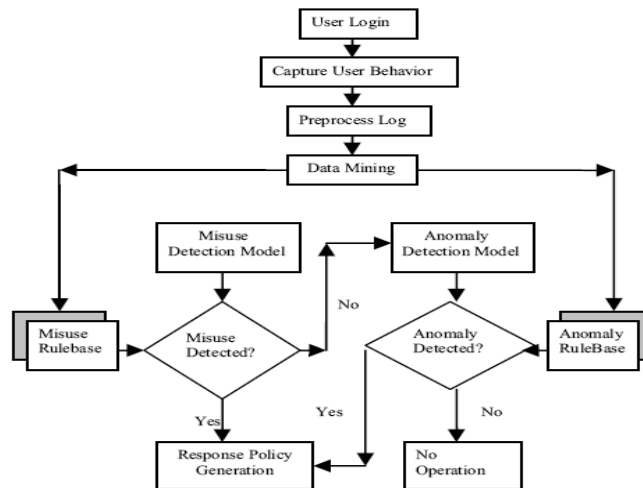 User Login
Capture User Behavior
Preprocess Log
Data Mining
Misuse
Detection Model
Anomaly
Detection Model
No
Misuse
Rulebase
Misuse
Detected?
Anomaly
Detected?
Anomaly
RuleBase
Yes
Yes
No
Response Policy
Generation
No
Operation